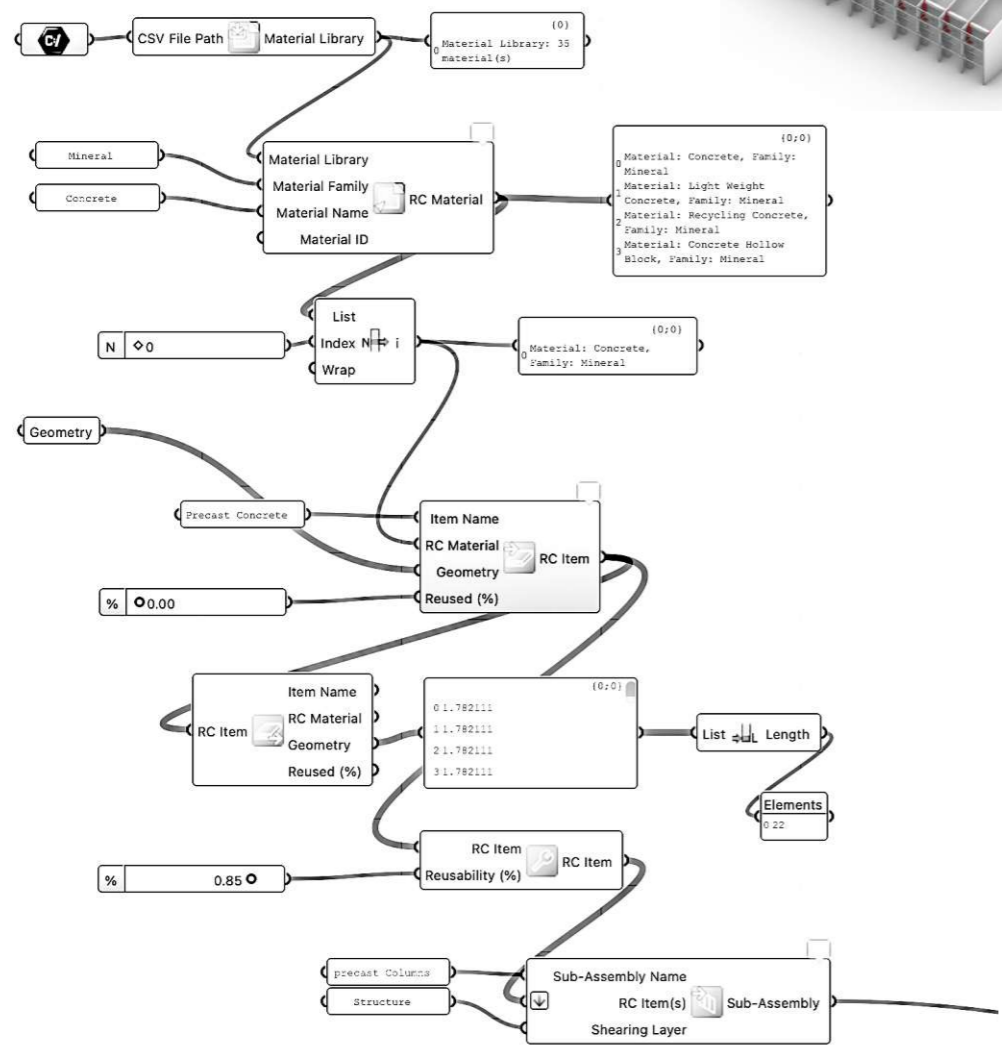 C:/
CSV File Path
Material Library
{0}
0 Material Library: 35
material(s)
Mineral
Concrete
Material Library
Material Family
Material Name
Material ID
RC Material
{0;0}
0 Material: Concrete, Family:
Mineral
1 Material: Light Weight
Concrete, Family: Mineral
2 Material: Recycling Concrete,
Family: Mineral
3 Material: Concrete Hollow
Block, Family: Mineral
N
0
List
Index
Wrap
N
i
{0;0}
0 Material: Concrete,
Family: Mineral
Geometry
Precast Concrete
% 0.00
Item Name
RC Material
Geometry
Reused (%)
RC Item
RC Item
Item Name
RC Material
Geometry
Reused (%)
{0;0}
0 1.782111
1 1.782111
2 1.782111
3 1.782111
List
L
Length
Elements
0 22
% 0.85
RC Item
Reusability (%)
RC Item
precast Columns
Structure
Sub-Assembly Name
RC Item(s)
Shearing Layer
Sub-Assembly